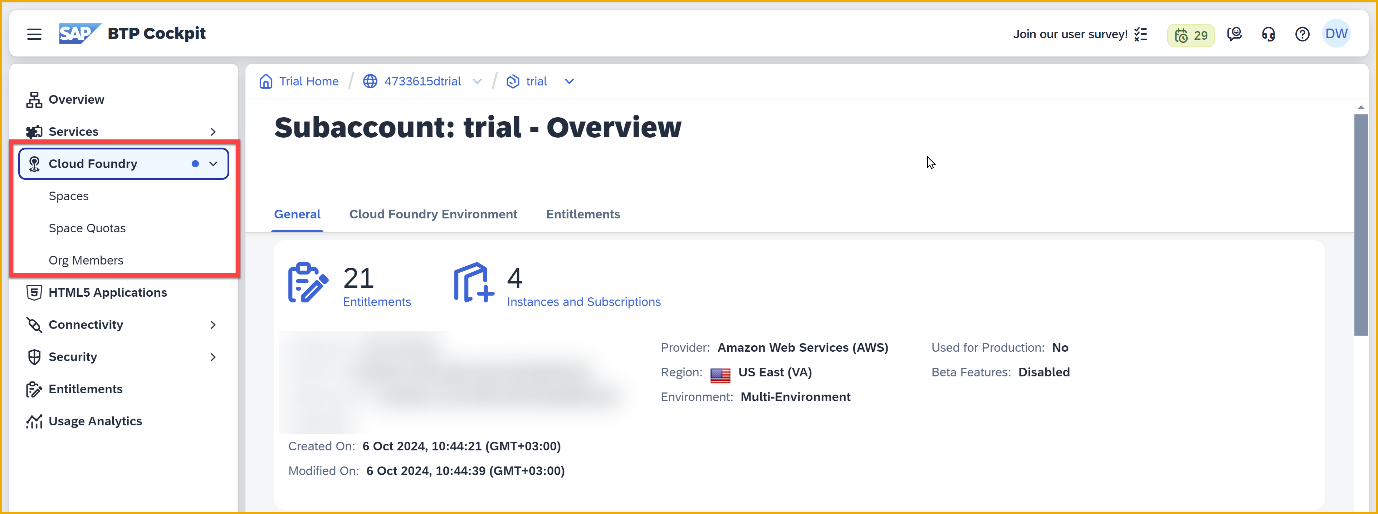 SAP BTP Cockpit
Join our user survey!
29
DW
Overview
Services
Cloud Foundry
Spaces
Space Quotas
Org Members
HTML5 Applications
Connectivity
Security
Entitlements
Usage Analytics
Trial Home / 4733615dtrial / trial
Subaccount: trial - Overview
General Cloud Foundry Environment Entitlements
21
Entitlements
4
Instances and Subscriptions
Provider: Amazon Web Services (AWS)
Region: US East (VA)
Environment: Multi-Environment
Used for Production: No
Beta Features: Disabled
Created On: 6 Oct 2024, 10:44:21 (GMT+03:00)
Modified On: 6 Oct 2024, 10:44:39 (GMT+03:00)